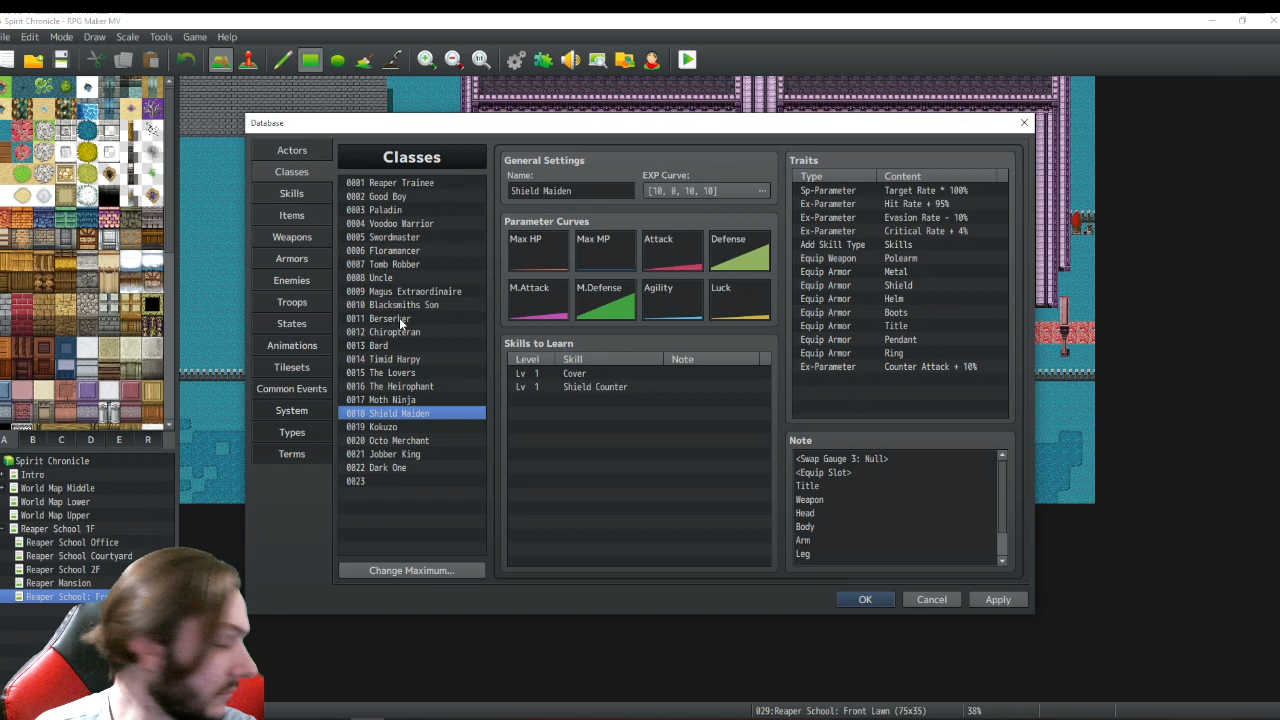 Spirit Chronicle - RPG Maker MV
Edit Mode Draw Scale Tools Game Help
Database
Actors
Classes
Skills
Items
Weapons
Armors
Enemies
Troops
States
Animations
Tilesets
Common Events
System
Types
Terms
Classes
0001 Reaper Trainee
0002 Good Boy
0003 Paladin
0004 Voodoo Warrior
0005 Swordmaster
0006 Floramancer
0007 Tomb Robber
0008 Uncle
0009 Magus Extraordinaire
0010 Blacksmiths Son
0011 Berserker
0012 Chiropteran
0013 Bard
0014 Timid Harpy
0015 The Lovers
0016 The Heirophant
0017 Moth Ninja
0018 Shield Maiden
0019 Kokuzo
0020 Octo Merchant
0021 Jobber King
0022 Dark One
0023
Change Maximum...
General Settings
Name: EXP Curve:
Shield Maiden [10, 0, 10, 10] ...
Parameter Curves
Max HP Max MP Attack Defense
M.Attack M.Defense Agility Luck
Skills to Learn
Level Skill Note
Lv 1 Cover
Lv 1 Shield Counter
Traits
Type Content
Sp-Parameter Target Rate * 100%
Ex-Parameter Hit Rate + 95%
Ex-Parameter Evasion Rate - 10%
Ex-Parameter Critical Rate + 4%
Add Skill Type Skills
Equip Weapon Polearm
Equip Armor Metal
Equip Armor Shield
Equip Armor Helm
Equip Armor Boots
Equip Armor Title
Equip Armor Pendant
Equip Armor Ring
Ex-Parameter Counter Attack + 10%
Note
<Swap Gauge 3: Null>
<Equip Slot>
Title
Weapon
Head
Body
Arm
Leg
OK Cancel Apply
A B C D E R
Spirit Chronicle
Intro
World Map Middle
World Map Lower
World Map Upper
Reaper School 1F
Reaper School Office
Reaper School Courtyard
Reaper School 2F
Reaper Mansion
Reaper School:
029:Reaper School: Front Lawn (75x35) 38%